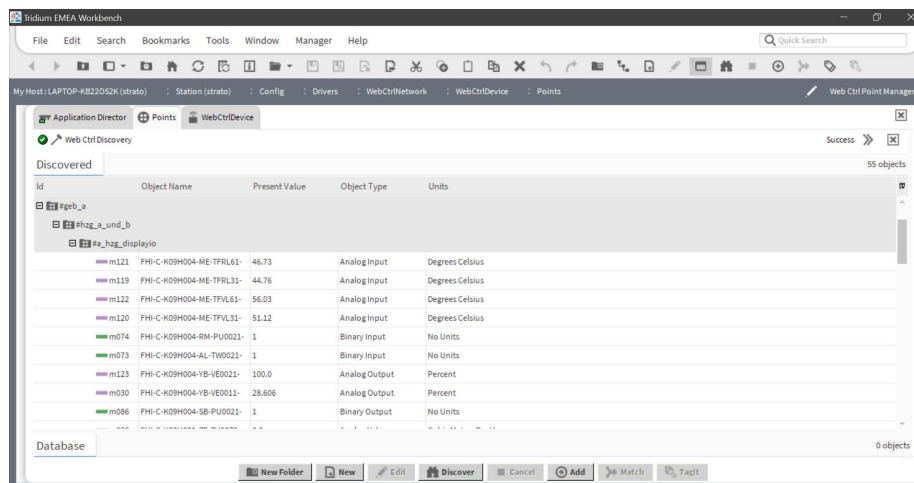 Tridium EMEA Workbench
File Edit Search Bookmarks Tools Window Manager Help Quick Search
My Host : LAPTOP-KB22OS2K (strato) : Station (strato) : Config : Drivers : WebCtrlNetwork : WebCtrlDevice : Points Web Ctrl Point Manager
Application Director Points WebCtrlDevice
Web Ctrl Discovery Success
Discovered 55 objects
Id Object Name Present Value Object Type Units
#geb_a
#hzg_a_und_b
#a_hzg_displayio
m121 FHI-C-K09H004-ME-TFRL61- 46.73 Analog Input Degrees Celsius
m119 FHI-C-K09H004-ME-TFRL31- 44.76 Analog Input Degrees Celsius
m122 FHI-C-K09H004-ME-TFVL61- 56.03 Analog Input Degrees Celsius
m120 FHI-C-K09H004-ME-TFVL31- 51.12 Analog Input Degrees Celsius
m074 FHI-C-K09H004-RM-PU0021- 1 Binary Input No Units
m073 FHI-C-K09H004-AL-TW0021- 1 Binary Input No Units
m123 FHI-C-K09H004-YB-VE0021- 100.0 Analog Output Percent
m030 FHI-C-K09H004-YB-VE0011- 28.606 Analog Output Percent
m086 FHI-C-K09H004-SB-PU0021- 1 Binary Output No Units
Database 0 objects
New Folder New Edit Discover Cancel Add Match TagIt